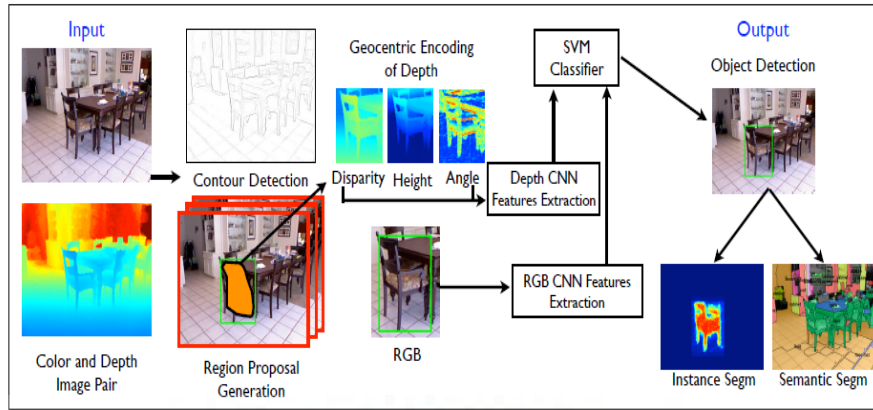 Input
Color and Depth
Image Pair
Contour Detection
Region Proposal
Generation
Geocentric Encoding
of Depth
Disparity
Height
Angle
RGB
Depth CNN
Features Extraction
RGB CNN Features
Extraction
SVM
Classifier
Output
Object Detection
Instance Segm
Semantic Segm